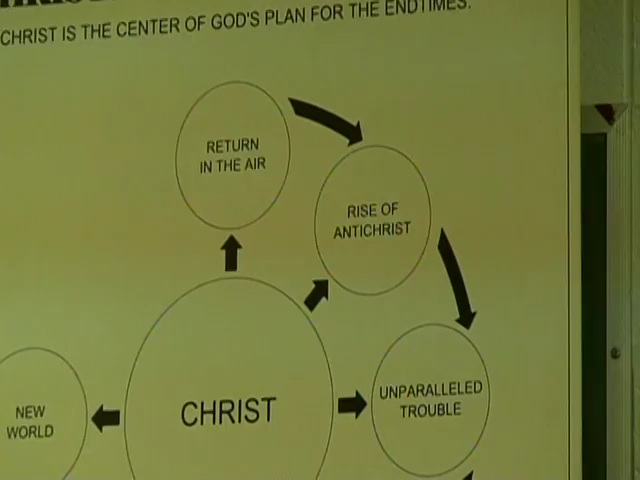 CHRIST IS THE CENTER OF GOD'S PLAN FOR THE ENDTIMES.
RETURN
IN THE AIR
RISE OF
ANTICHRIST
UNPARALLELED
TROUBLE
CHRIST
NEW
WORLD